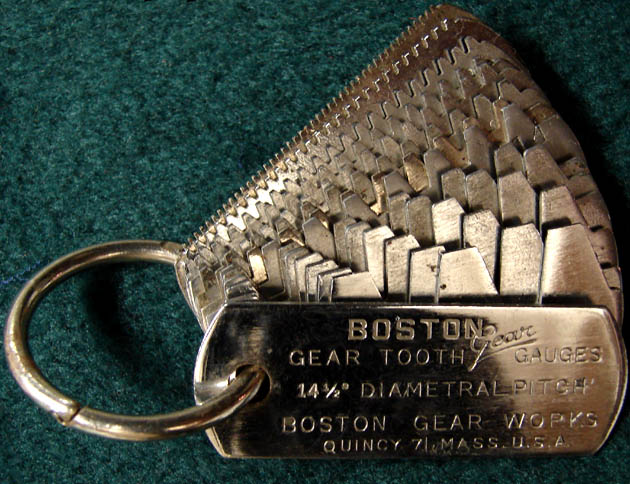 BOSTON Gear
GEAR TOOTH GAUGES
14½° DIAMETRAL PITCH
BOSTON GEAR WORKS
QUINCY 71, MASS. U.S.A.